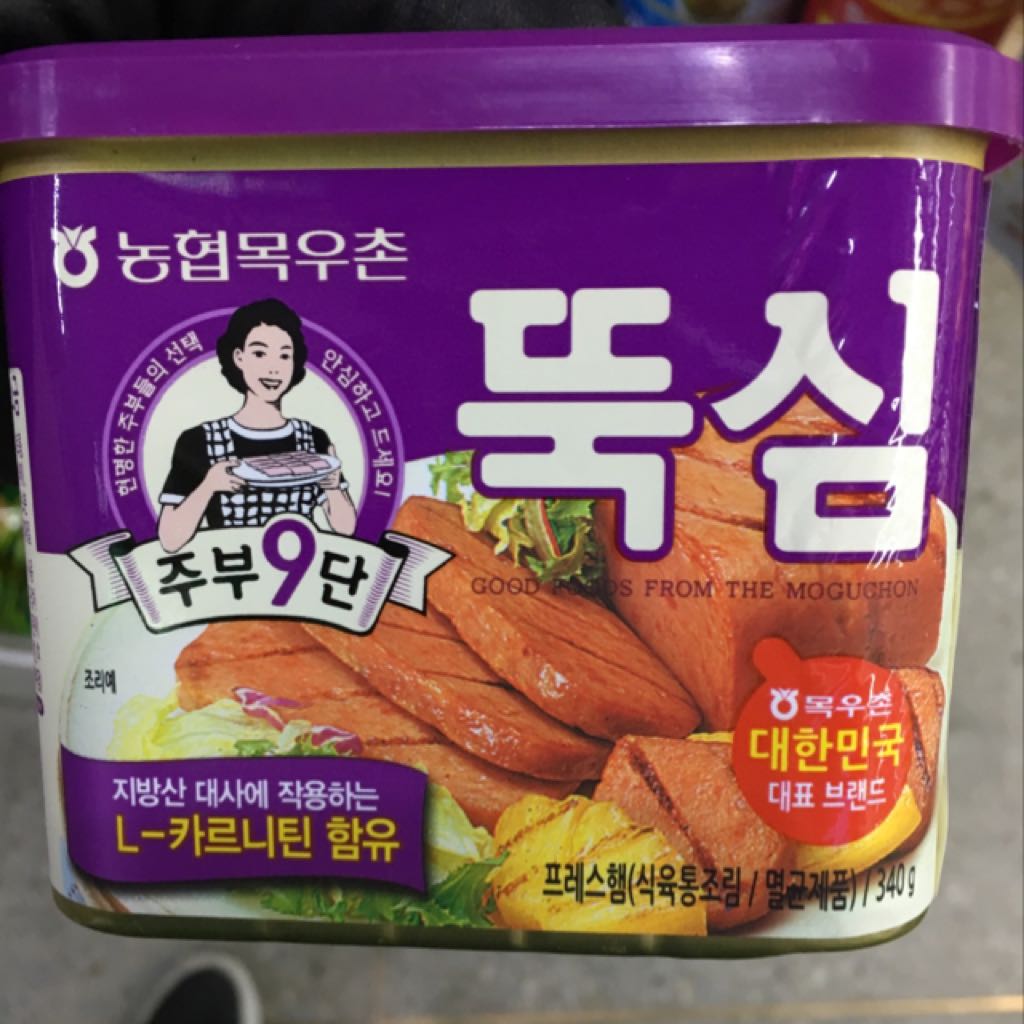 농협목우촌
뚝심
현명한 주부들의 선택
안심하고 드세요!
주부9단
GOOD FOODS FROM THE MOGUCHON
조리예
목우촌
대한민국
대표 브랜드
지방산 대사에 작용하는
L-카르니틴 함유
프레스햄(식육통조림 / 멸균제품) / 340g